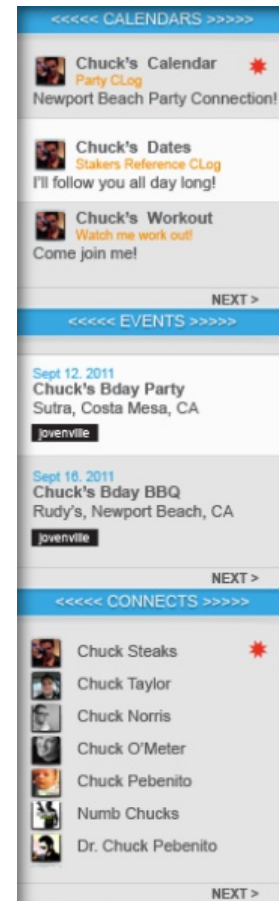 <<<<< CALENDARS >>>>>
Chuck's Calendar
Party CLog
Newport Beach Party Connection!
Chuck's Dates
Stakers Reference CLog
I'll follow you all day long!
Chuck's Workout
Watch me work out!
Come join me!
NEXT >
<<<<< EVENTS >>>>>
Sept 12. 2011
Chuck's Bday Party
Sutra, Costa Mesa, CA
jovenville
Sept 16. 2011
Chuck's Bday BBQ
Rudy's, Newport Beach, CA
jovenville
NEXT >
<<<<< CONNECTS >>>>>
Chuck Steaks
Chuck Taylor
Chuck Norris
Chuck O'Meter
Chuck Pebenito
Numb Chucks
Dr. Chuck Pebenito
NEXT >